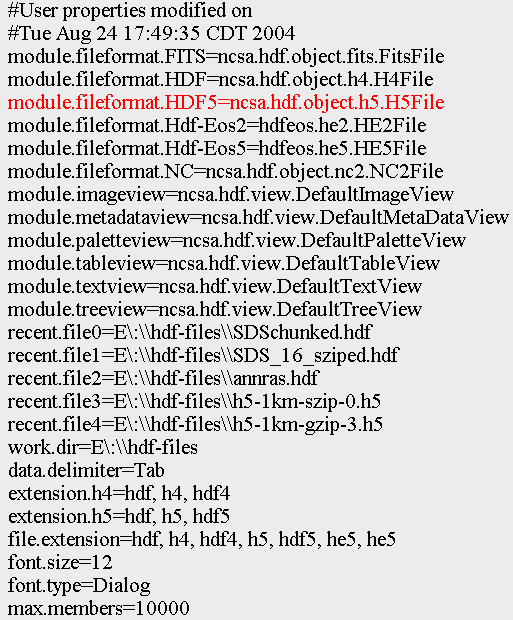 #User properties modified on
#Tue Aug 24 17:49:35 CDT 2004
module.fileformat.FITS=ncsa.hdf.object.fits.FitsFile
module.fileformat.HDF=ncsa.hdf.object.h4.H4File
module.fileformat.HDF5=ncsa.hdf.object.h5.H5File
module.fileformat.Hdf-Eos2=hdfeos.he2.HE2File
module.fileformat.Hdf-Eos5=hdfeos.he5.HE5File
module.fileformat.NC=ncsa.hdf.object.nc2.NC2File
module.imageview=ncsa.hdf.view.DefaultImageView
module.metadataview=ncsa.hdf.view.DefaultMetaDataView
module.paletteview=ncsa.hdf.view.DefaultPaletteView
module.tableview=ncsa.hdf.view.DefaultTableView
module.textview=ncsa.hdf.view.DefaultTextView
module.treeview=ncsa.hdf.view.DefaultTreeView
recent.file0=E\:\\hdf-files\\SDSchunked.hdf
recent.file1=E\:\\hdf-files\\SDS_16_sziped.hdf
recent.file2=E\:\\hdf-files\\annras.hdf
recent.file3=E\:\\hdf-files\\h5-1km-szip-0.h5
recent.file4=E\:\\hdf-files\\h5-1km-gzip-3.h5
work.dir=E\:\\hdf-files
data.delimiter=Tab
extension.h4=hdf, h4, hdf4
extension.h5=hdf, h5, hdf5
file.extension=hdf, h4, hdf4, h5, hdf5, he5, he5
font.size=12
font.type=Dialog
max.members=10000